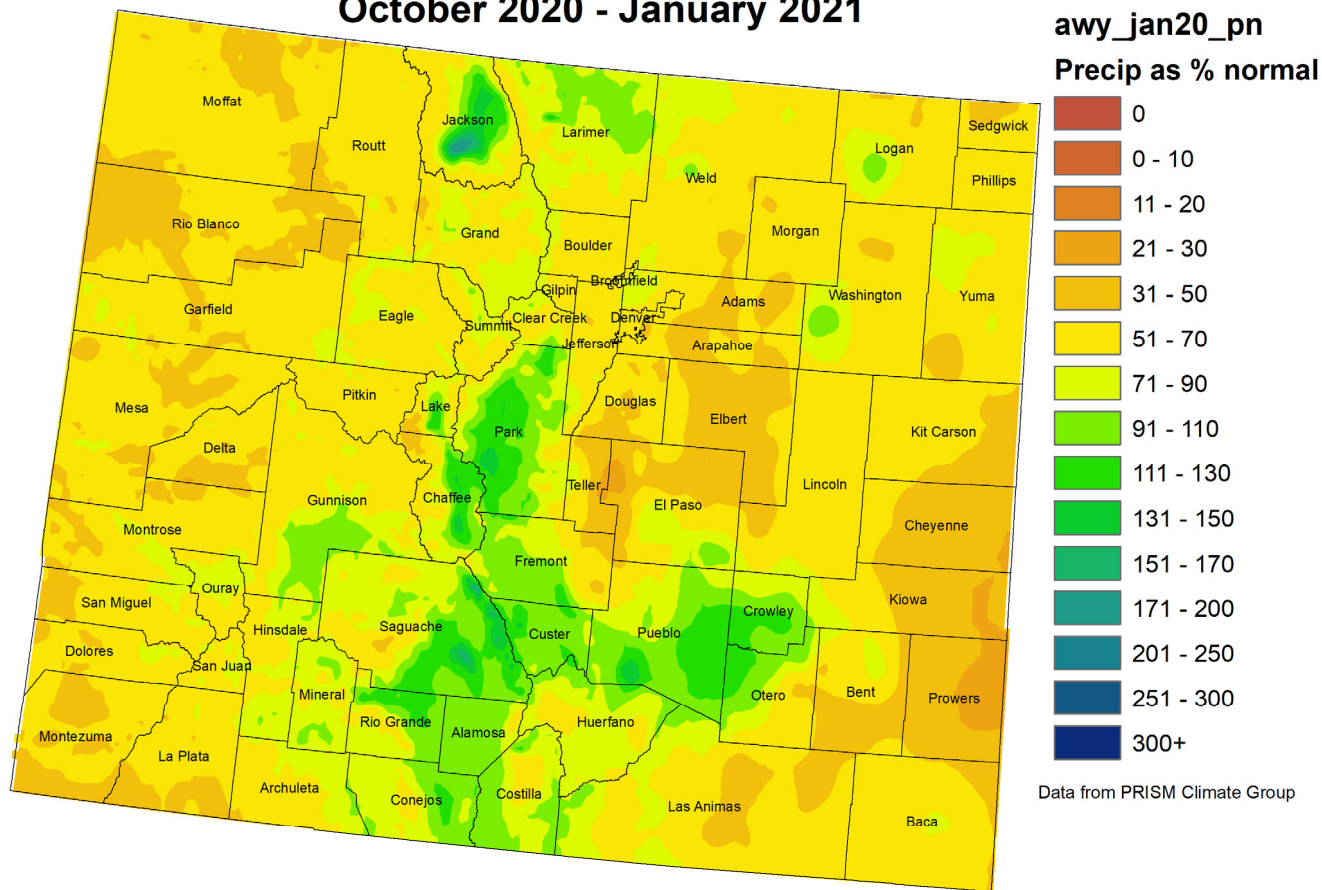 October 2020 - January 2021
awy_jan20_pn
Precip as % normal
0
0 - 10
11 - 20
21 - 30
31 - 50
51 - 70
71 - 90
91 - 110
111 - 130
131 - 150
151 - 170
171 - 200
201 - 250
251 - 300
300+
Data from PRISM Climate Group
Moffat
Routt
Jackson
Larimer
Weld
Logan
Sedgwick
Phillips
Rio Blanco
Grand
Boulder
Morgan
Garfield
Eagle
Summit
Gilpin
Broomfield
Clear Creek
Denver
Adams
Washington
Yuma
Jefferson
Arapahoe
Mesa
Pitkin
Lake
Park
Douglas
Elbert
Kit Carson
Delta
Gunnison
Chaffee
Teller
El Paso
Lincoln
Cheyenne
Montrose
Fremont
Ouray
San Miguel
Hinsdale
Saguache
Custer
Pueblo
Crowley
Kiowa
Dolores
San Juan
Mineral
Rio Grande
Alamosa
Huerfano
Otero
Bent
Prowers
Montezuma
La Plata
Archuleta
Conejos
Costilla
Las Animas
Baca